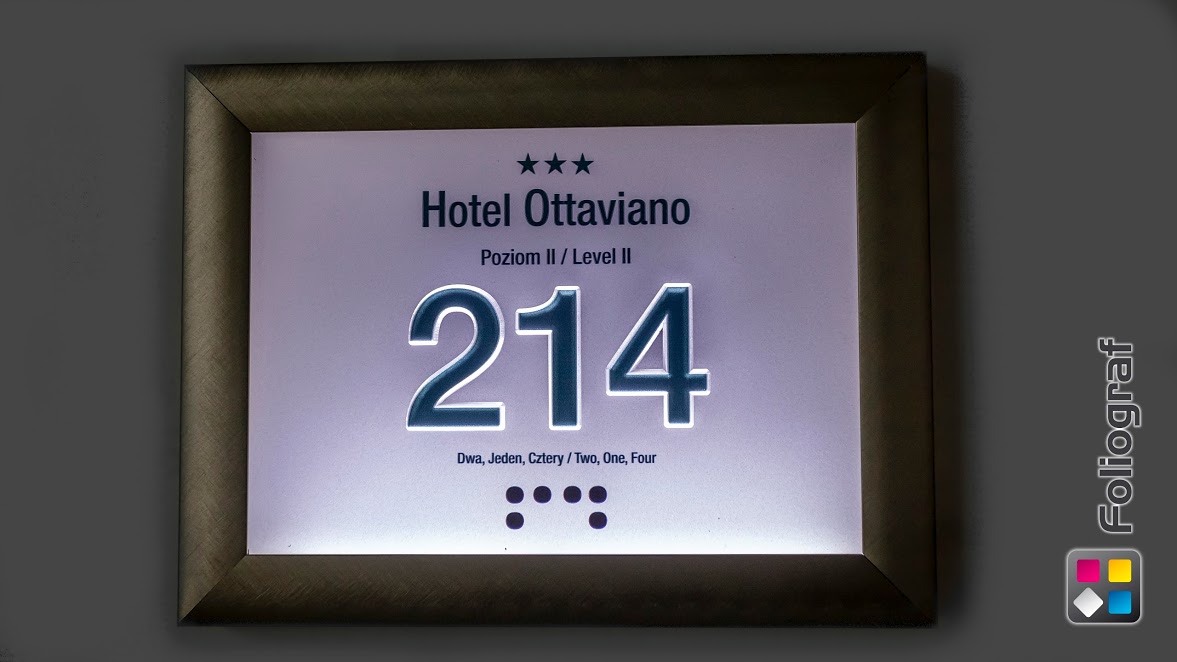 ★★★
Hotel Ottaviano
Poziom II / Level II
214
Dwa, Jeden, Cztery / Two, One, Four
⠃⠁⠙
Foliograf